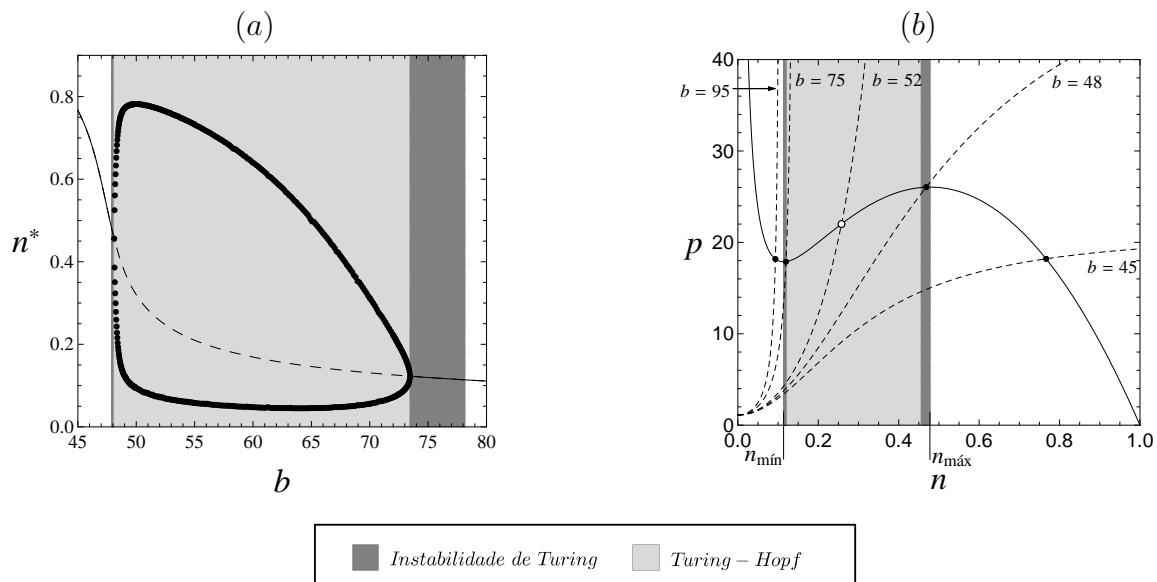 (a)
0.8
0.6
n*
0.4
0.2
0.0
45 50 55 60 65 70 75 80
b
(b)
40
b = 95
b = 75
b = 52
b = 48
30
p
20
b = 45
10
0
0.0 0.2 0.4 0.6 0.8 1.0
n mín
n máx
n
Instabilidade de Turing
Turing – Hopf